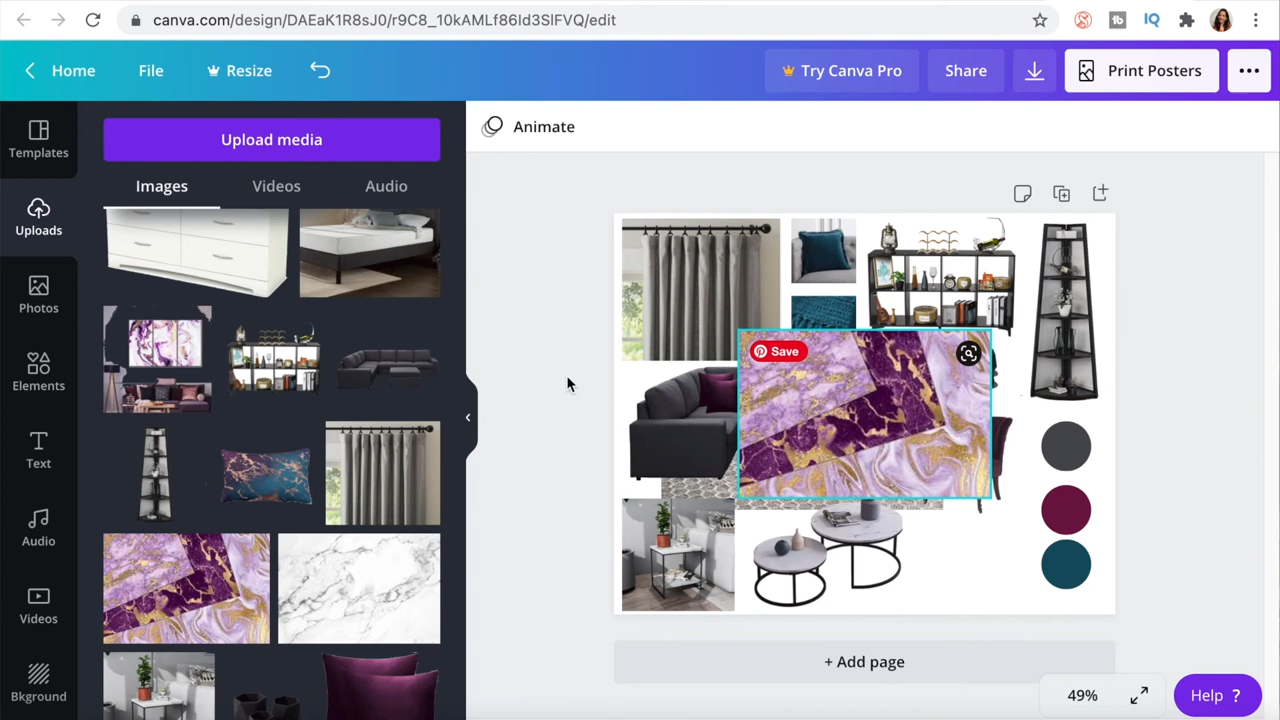 canva.com/design/DAEaK1R8sJ0/r9C8_10kAMLf86Id3SlFVQ/edit
Home File Resize Try Canva Pro Share Print Posters
Templates
Uploads
Photos
Elements
Text
Audio
Videos
Bkground
Upload media
Images Videos Audio
Animate
Save
+ Add page
49% Help ?